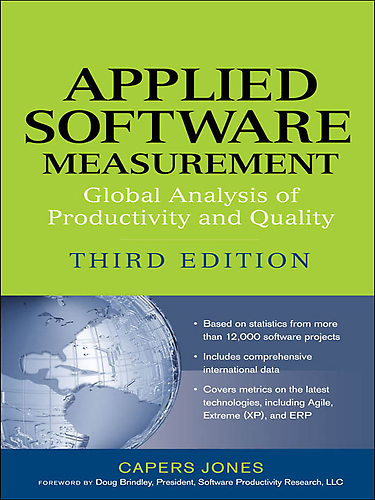 APPLIED
SOFTWARE
MEASUREMENT
Global Analysis of
Productivity and Quality
THIRD EDITION
• Based on statistics from more
than 12,000 software projects
• Includes comprehensive
international data
• Covers metrics on the latest
technologies, including Agile,
Extreme (XP), and ERP
CAPERS JONES
FOREWORD BY Doug Brindley, President, Software Productivity Research, LLC